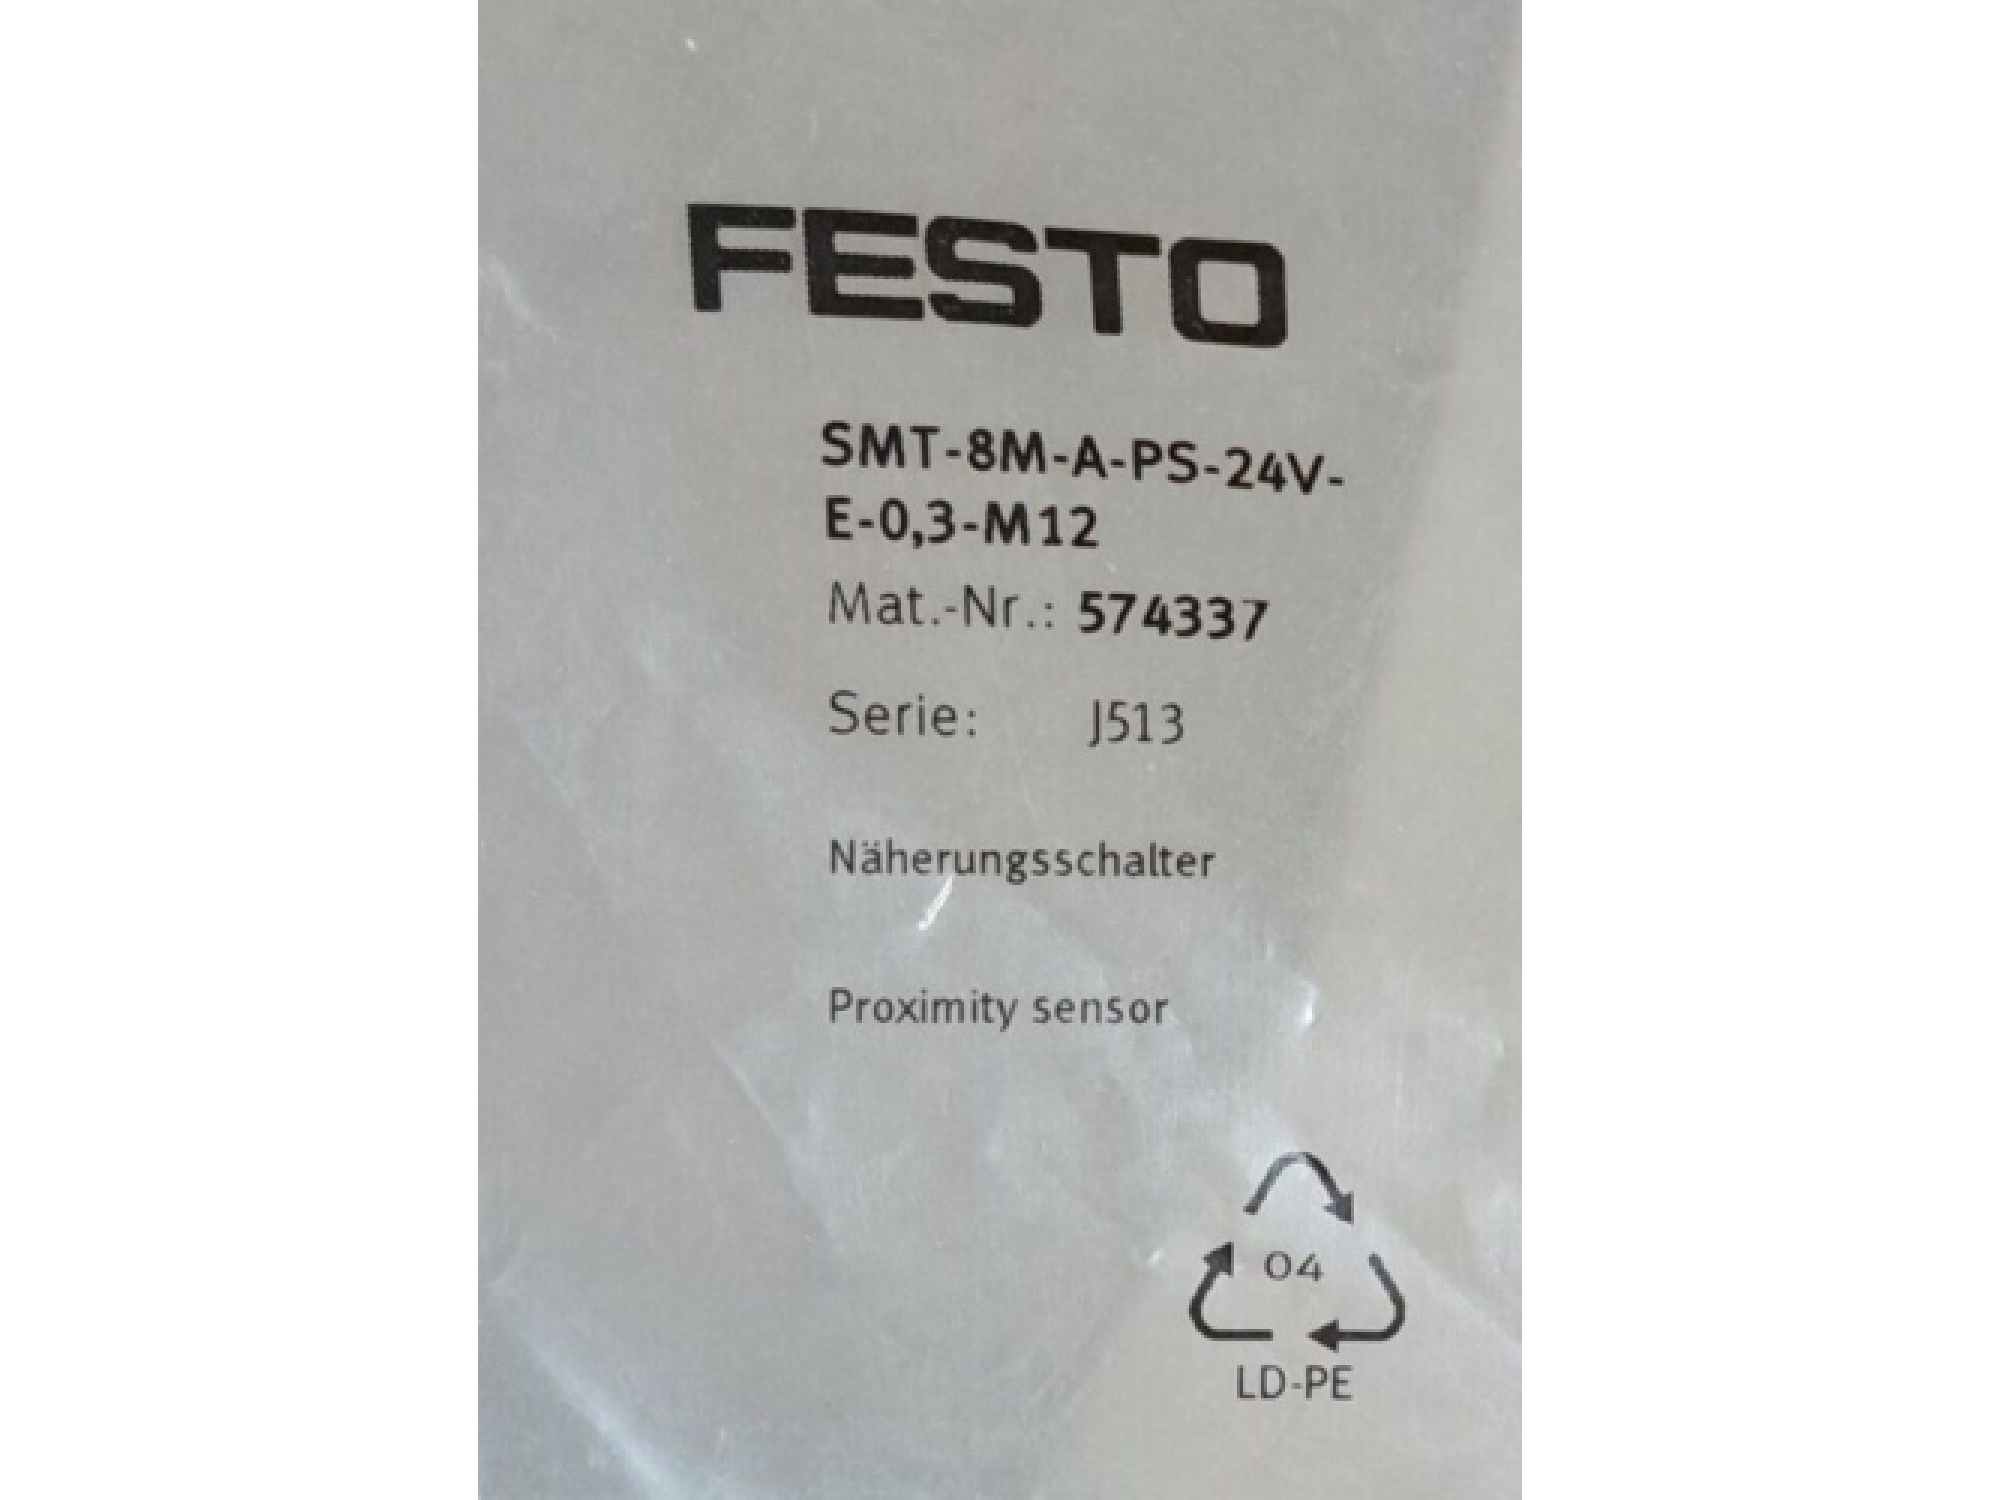 FESTO
SMT-8M-A-PS-24V-
E-0,3-M12
Mat.-Nr.: 574337
Serie: J513
Näherungsschalter
Proximity sensor
04
LD-PE